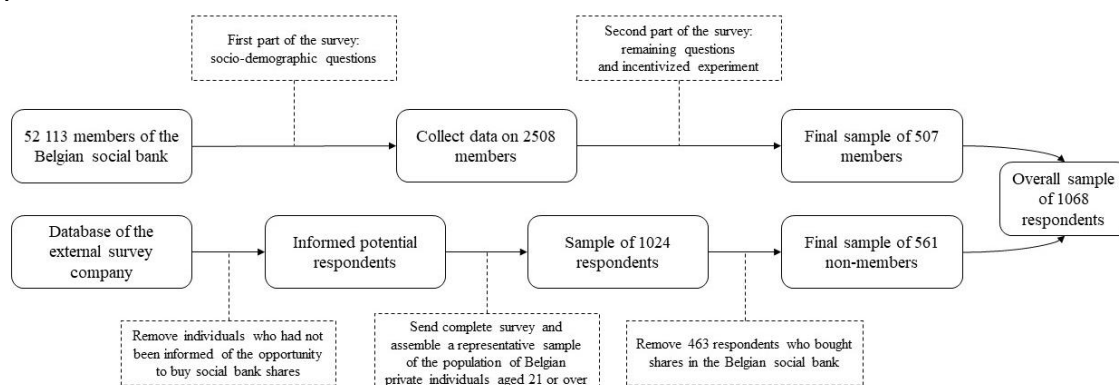 First part of the survey:
socio-demographic questions
Second part of the survey:
remaining questions
and incentivized experiment
52 113 members of the
Belgian social bank
Collect data on 2508
members
Final sample of 507
members
Overall sample
of 1068
respondents
Database of the
external survey
company
Informed potential
respondents
Sample of 1024
respondents
Final sample of 561
non-members
Remove individuals who had not
been informed of the opportunity
to buy social bank shares
Send complete survey and
assemble a representative sample
of the population of Belgian
private individuals aged 21 or over
Remove 463 respondents who bought
shares in the Belgian social bank